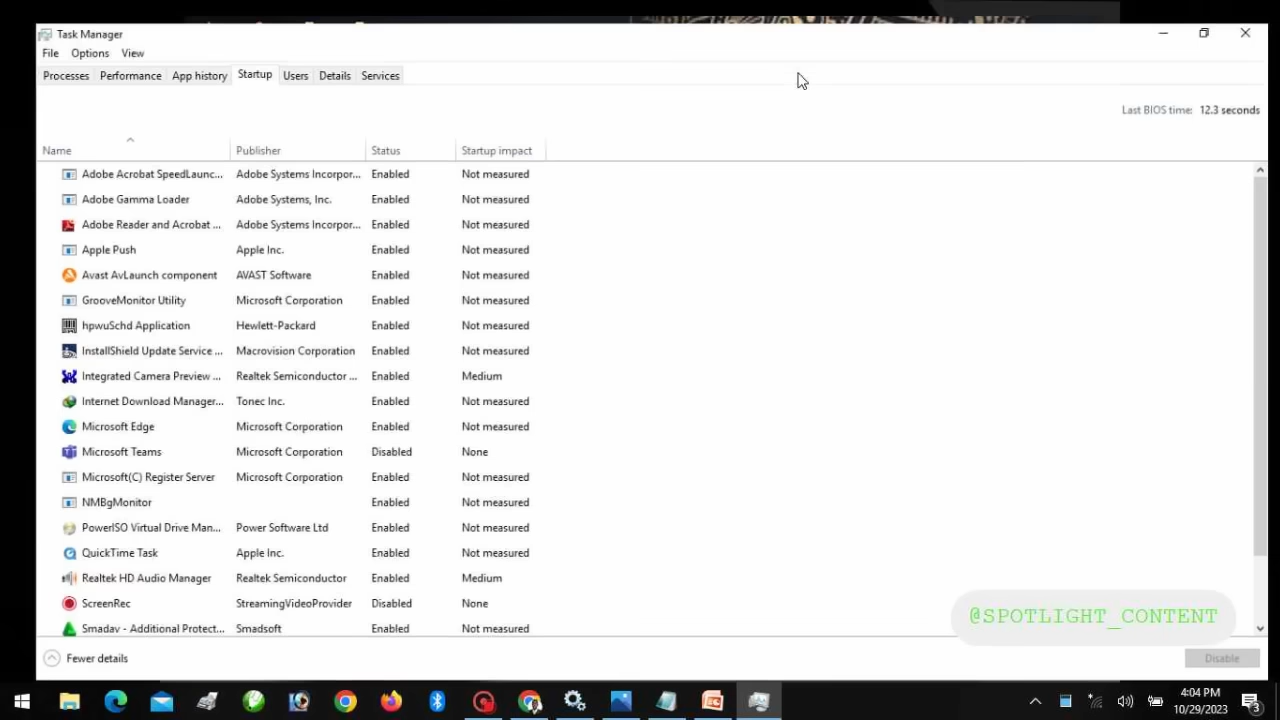 Task Manager
File Options View
Processes Performance App history Startup Users Details Services
Last BIOS time: 12.3 seconds
Name Publisher Status Startup impact
Adobe Acrobat SpeedLaunc... Adobe Systems Incorpor... Enabled Not measured
Adobe Gamma Loader Adobe Systems, Inc. Enabled Not measured
Adobe Reader and Acrobat ... Adobe Systems Incorpor... Enabled Not measured
Apple Push Apple Inc. Enabled Not measured
Avast AvLaunch component AVAST Software Enabled Not measured
GrooveMonitor Utility Microsoft Corporation Enabled Not measured
hpwuSchd Application Hewlett-Packard Enabled Not measured
InstallShield Update Service ... Macrovision Corporation Enabled Not measured
Integrated Camera Preview ... Realtek Semiconductor ... Enabled Medium
Internet Download Manager... Tonec Inc. Enabled Not measured
Microsoft Edge Microsoft Corporation Enabled Not measured
Microsoft Teams Microsoft Corporation Disabled None
Microsoft(C) Register Server Microsoft Corporation Enabled Not measured
NMBgMonitor Enabled Not measured
PowerISO Virtual Drive Man... Power Software Ltd Enabled Not measured
QuickTime Task Apple Inc. Enabled Not measured
Realtek HD Audio Manager Realtek Semiconductor Enabled Medium
ScreenRec StreamingVideoProvider Disabled None
Smadav - Additional Protect... Smadsoft Enabled Not measured
@SPOTLIGHT_CONTENT
Fewer details Disable
4:04 PM
10/29/2023
3